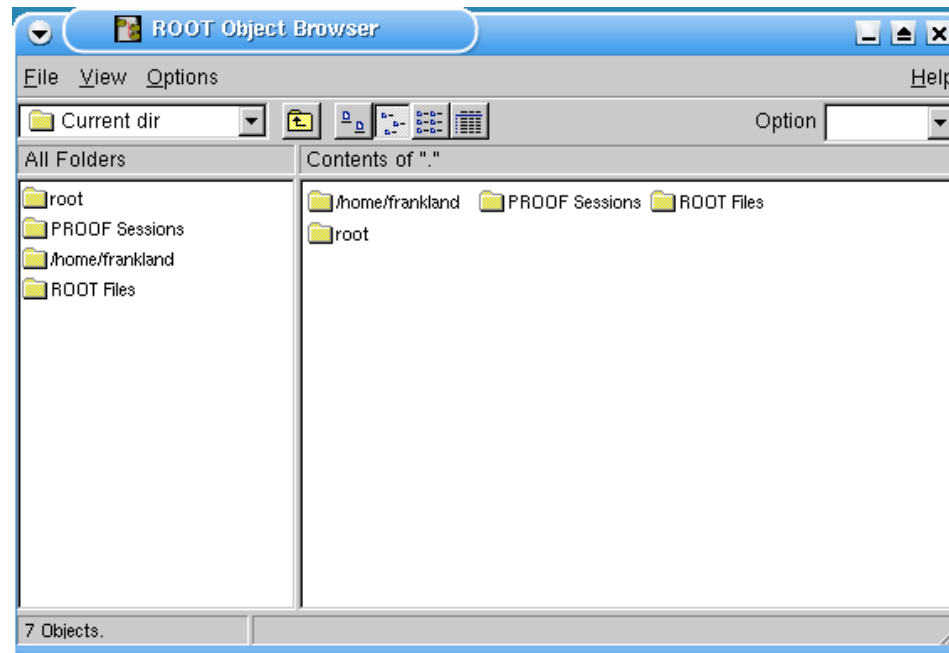 ROOT Object Browser
File View Options Help
Current dir Option
All Folders Contents of "."
root
PROOF Sessions
/home/frankland
ROOT Files
/home/frankland PROOF Sessions ROOT Files
root
7 Objects.